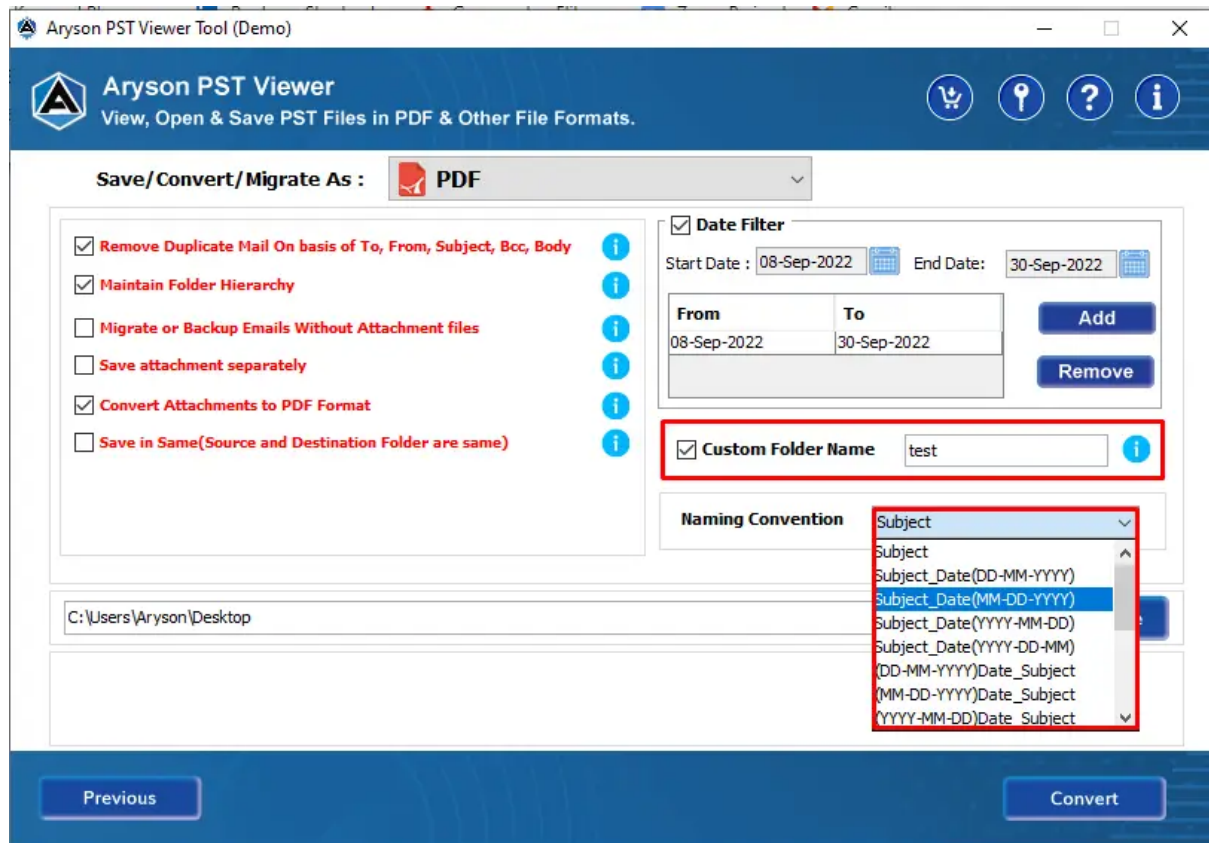 Aryson PST Viewer Tool (Demo)
Aryson PST Viewer
View, Open & Save PST Files in PDF & Other File Formats.
Save/Convert/Migrate As :
PDF
Remove Duplicate Mail On basis of To, From, Subject, Bcc, Body
Maintain Folder Hierarchy
Migrate or Backup Emails Without Attachment files
Save attachment separately
Convert Attachments to PDF Format
Save in Same(Source and Destination Folder are same)
Date Filter
Start Date : 08-Sep-2022 End Date: 30-Sep-2022
From To
08-Sep-2022 30-Sep-2022
Add
Remove
Custom Folder Name test
Naming Convention Subject
Subject
Subject_Date(DD-MM-YYYY)
Subject_Date(MM-DD-YYYY)
Subject_Date(YYYY-MM-DD)
Subject_Date(YYYY-DD-MM)
(DD-MM-YYYY)Date_Subject
(MM-DD-YYYY)Date_Subject
(YYYY-MM-DD)Date_Subject
C:\Users\Aryson\Desktop
Previous
Convert